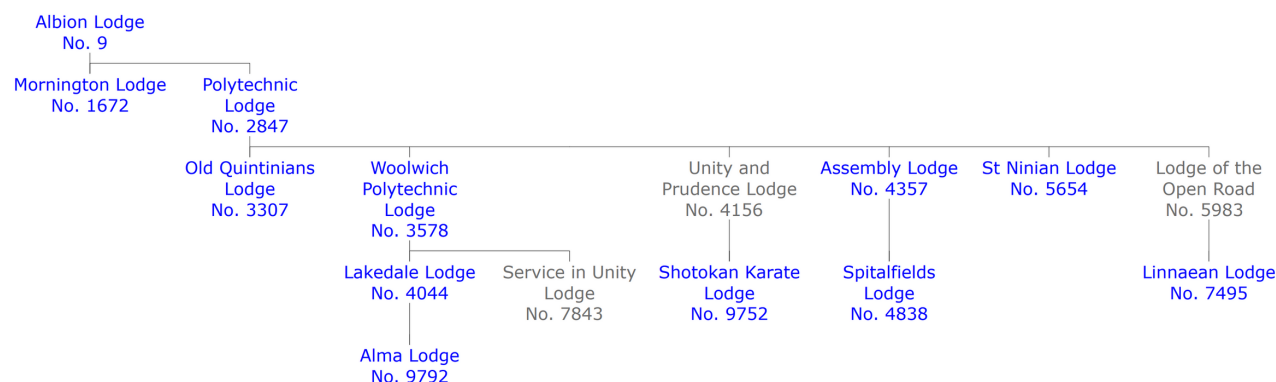 Albion Lodge
No. 9
Mornington Lodge
No. 1672
Polytechnic
Lodge
No. 2847
Old Quintinians
Lodge
No. 3307
Woolwich
Polytechnic
Lodge
No. 3578
Unity and
Prudence Lodge
No. 4156
Assembly Lodge
No. 4357
St Ninian Lodge
No. 5654
Lodge of the
Open Road
No. 5983
Lakedale Lodge
No. 4044
Service in Unity
Lodge
No. 7843
Shotokan Karate
Lodge
No. 9752
Spitalfields
Lodge
No. 4838
Linnaean Lodge
No. 7495
Alma Lodge
No. 9792